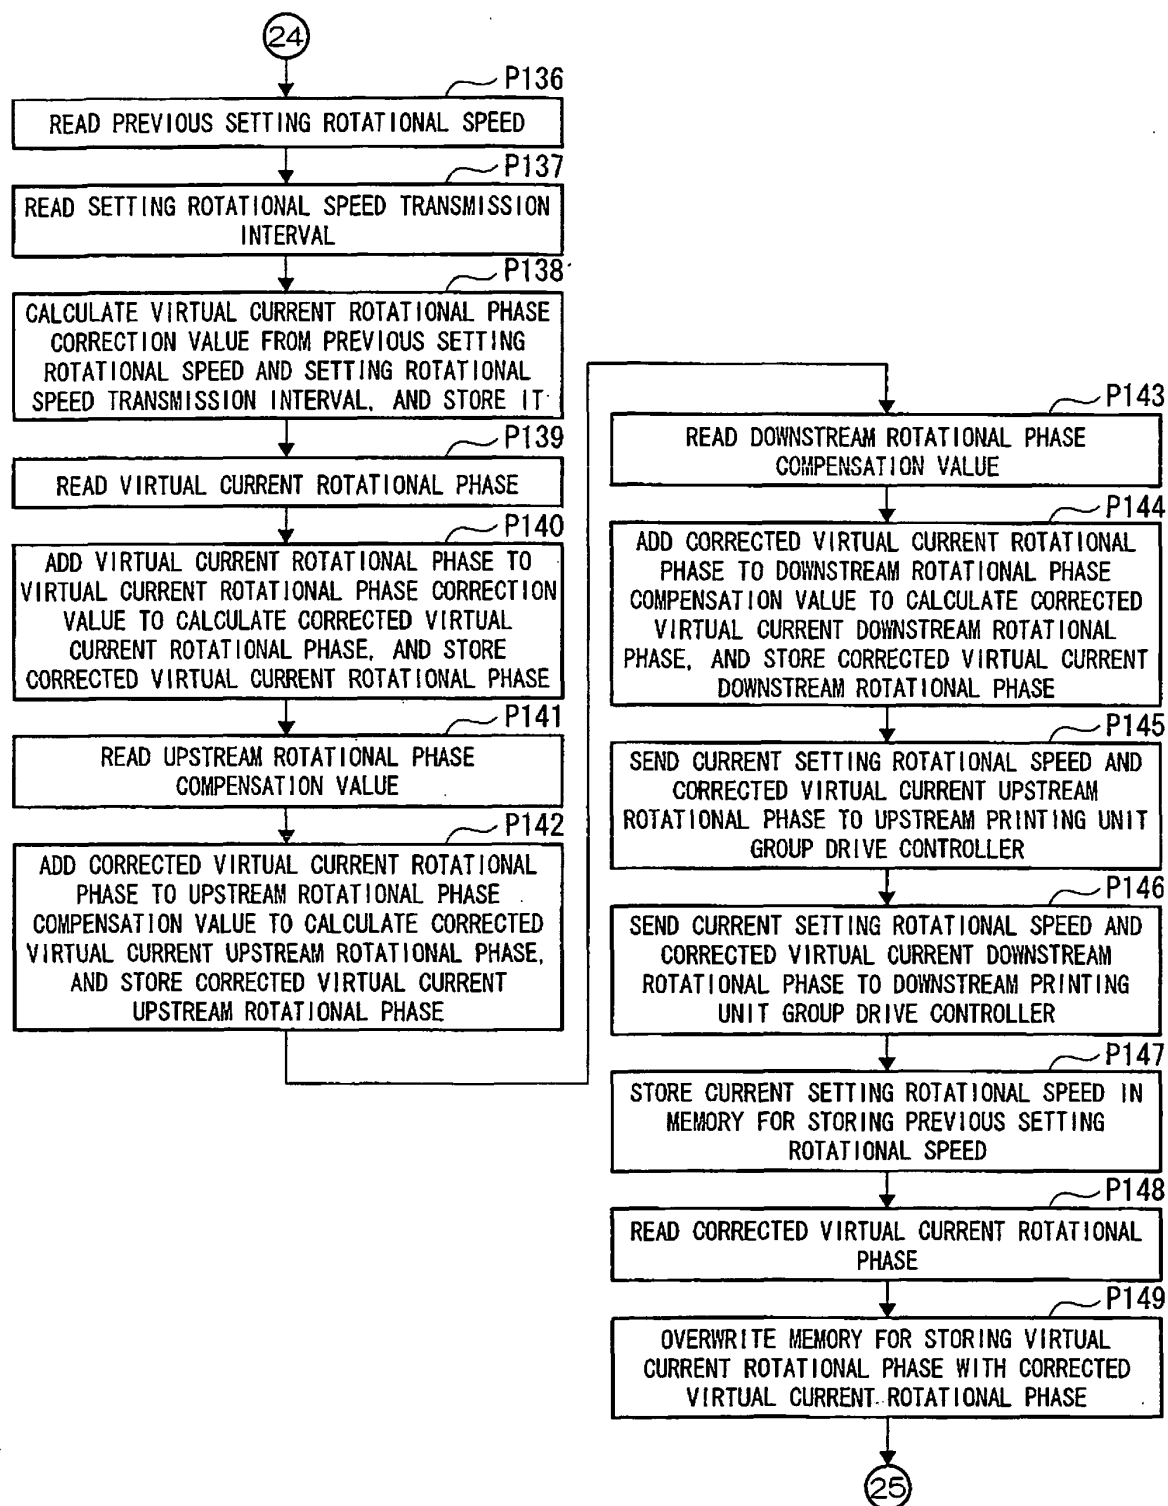 24
P136
READ PREVIOUS SETTING ROTATIONAL SPEED
P137
READ SETTING ROTATIONAL SPEED TRANSMISSION
INTERVAL
P138
CALCULATE VIRTUAL CURRENT ROTATIONAL PHASE
CORRECTION VALUE FROM PREVIOUS SETTING
ROTATIONAL SPEED AND SETTING ROTATIONAL
SPEED TRANSMISSION INTERVAL, AND STORE IT
P139
READ VIRTUAL CURRENT ROTATIONAL PHASE
P140
ADD VIRTUAL CURRENT ROTATIONAL PHASE TO
VIRTUAL CURRENT ROTATIONAL PHASE CORRECTION
VALUE TO CALCULATE CORRECTED VIRTUAL
CURRENT ROTATIONAL PHASE, AND STORE
CORRECTED VIRTUAL CURRENT ROTATIONAL PHASE
P141
READ UPSTREAM ROTATIONAL PHASE
COMPENSATION VALUE
P142
ADD CORRECTED VIRTUAL CURRENT ROTATIONAL
PHASE TO UPSTREAM ROTATIONAL PHASE
COMPENSATION VALUE TO CALCULATE CORRECTED
VIRTUAL CURRENT UPSTREAM ROTATIONAL PHASE,
AND STORE CORRECTED VIRTUAL CURRENT
UPSTREAM ROTATIONAL PHASE
P143
READ DOWNSTREAM ROTATIONAL PHASE
COMPENSATION VALUE
P144
ADD CORRECTED VIRTUAL CURRENT ROTATIONAL
PHASE TO DOWNSTREAM ROTATIONAL PHASE
COMPENSATION VALUE TO CALCULATE CORRECTED
VIRTUAL CURRENT DOWNSTREAM ROTATIONAL
PHASE, AND STORE CORRECTED VIRTUAL CURRENT
DOWNSTREAM ROTATIONAL PHASE
P145
SEND CURRENT SETTING ROTATIONAL SPEED AND
CORRECTED VIRTUAL CURRENT UPSTREAM
ROTATIONAL PHASE TO UPSTREAM PRINTING UNIT
GROUP DRIVE CONTROLLER
P146
SEND CURRENT SETTING ROTATIONAL SPEED AND
CORRECTED VIRTUAL CURRENT DOWNSTREAM
ROTATIONAL PHASE TO DOWNSTREAM PRINTING
UNIT GROUP DRIVE CONTROLLER
P147
STORE CURRENT SETTING ROTATIONAL SPEED IN
MEMORY FOR STORING PREVIOUS SETTING
ROTATIONAL SPEED
P148
READ CORRECTED VIRTUAL CURRENT ROTATIONAL
PHASE
P149
OVERWRITE MEMORY FOR STORING VIRTUAL
CURRENT ROTATIONAL PHASE WITH CORRECTED
VIRTUAL CURRENT ROTATIONAL PHASE
25